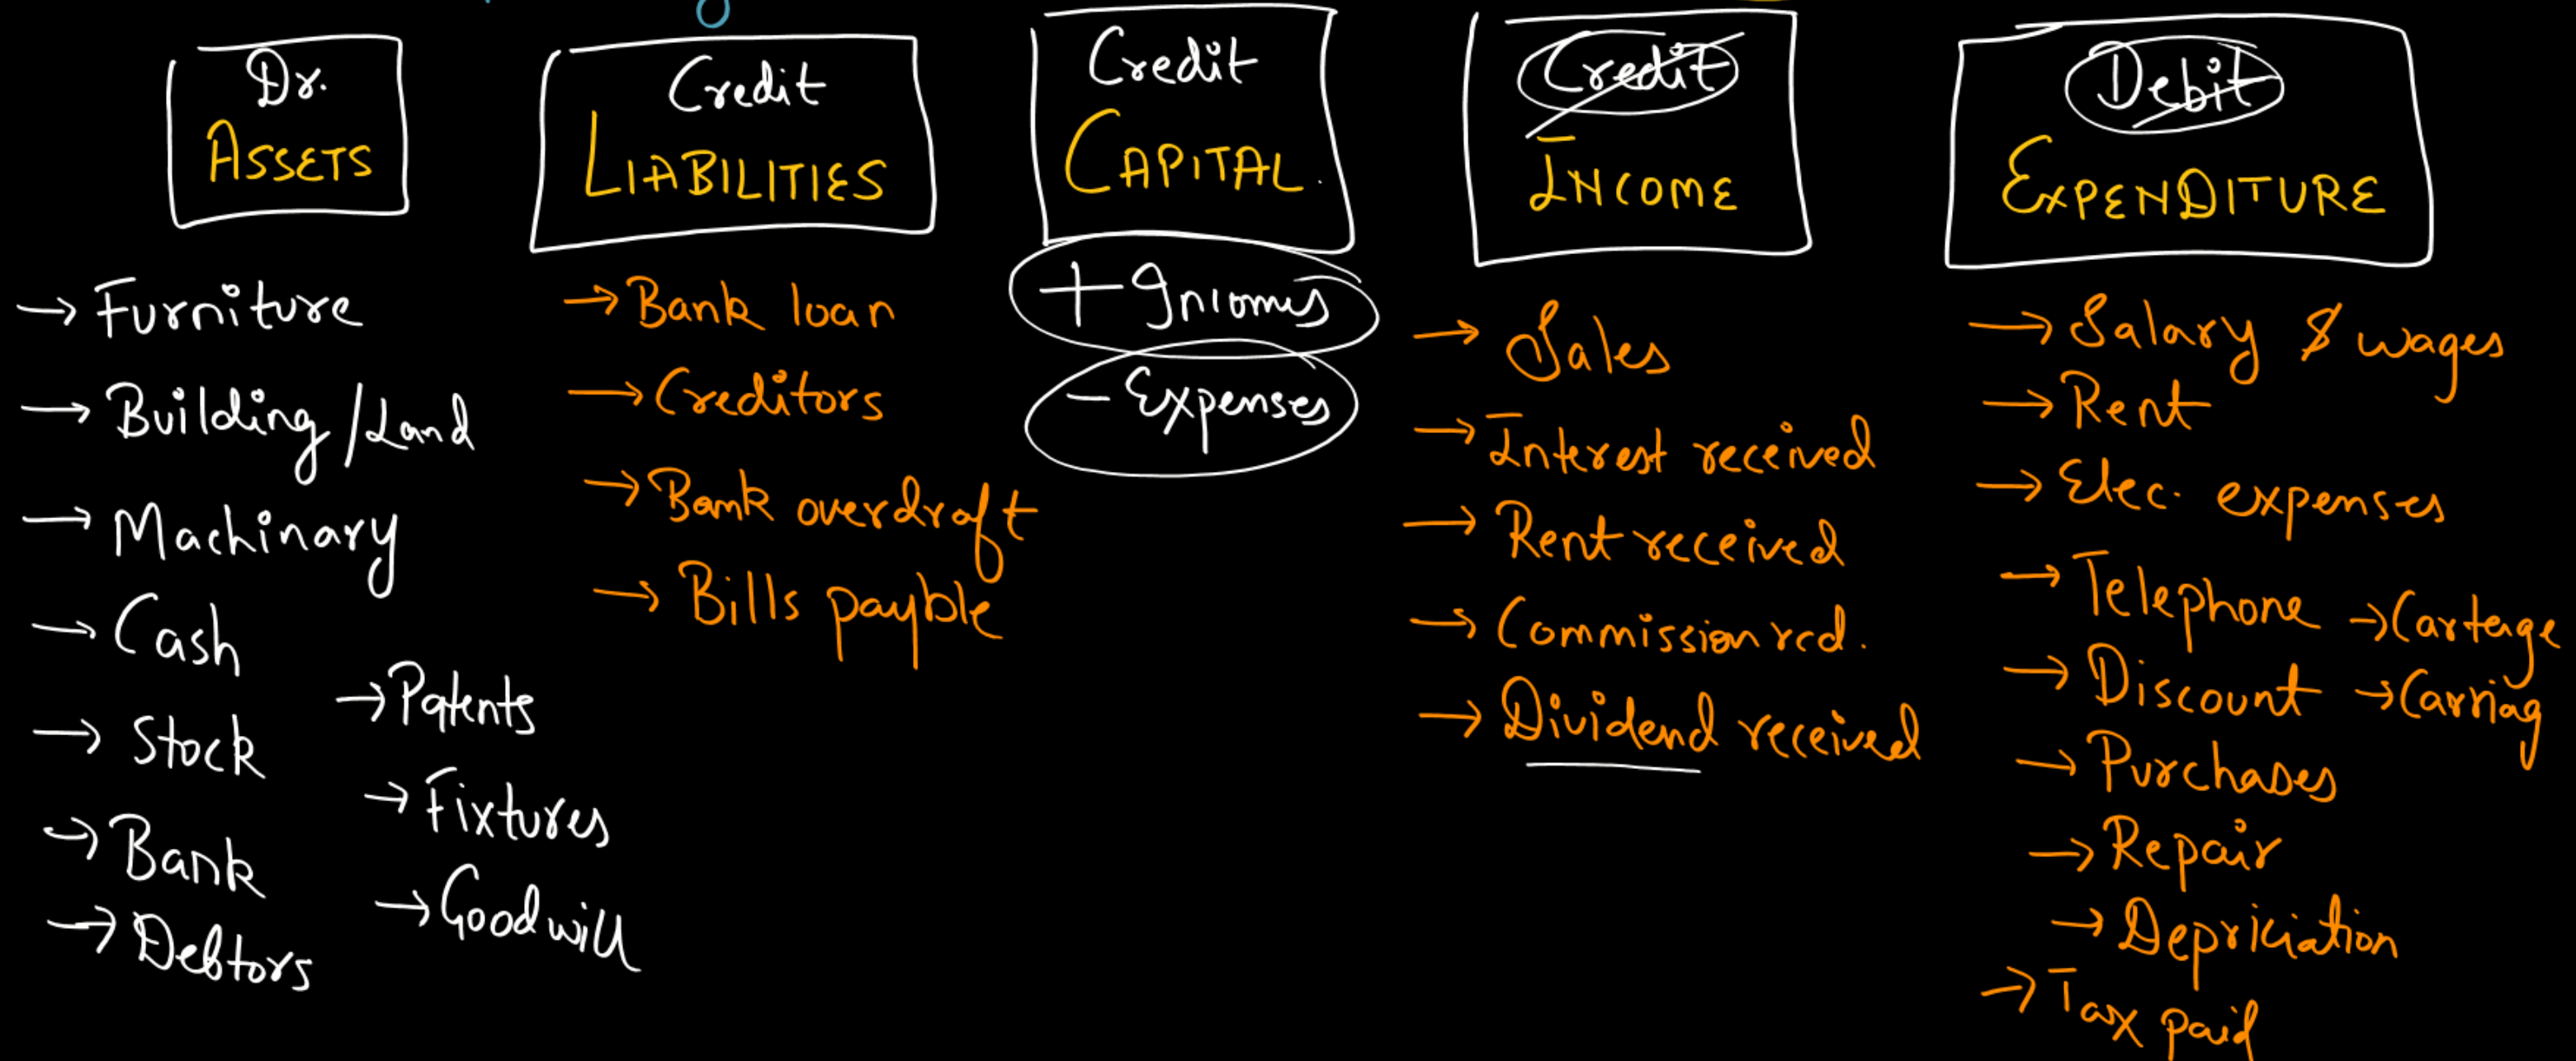 Dr.
ASSETS
→ Furniture
→ Building/Land
→ Machinary
→ Cash
→ Stock
→ Bank
→ Debtors
→ Patents
→ Fixtures
→ Goodwill
Credit
LIABILITIES
→ Bank loan
→ Creditors
→ Bank overdraft
→ Bills payble
Credit
CAPITAL.
+ Incomes
- Expenses
Credit
INCOME
→ Sales
→ Interest received
→ Rent received
→ Commission rcd.
→ Dividend received
Debit
EXPENDITURE
→ Salary $ wages
→ Rent
→ Elec. expenses
→ Telephone → Cartage
→ Discount → Carriag
→ Purchases
→ Repair
→ Depriciation
→ Tax paid